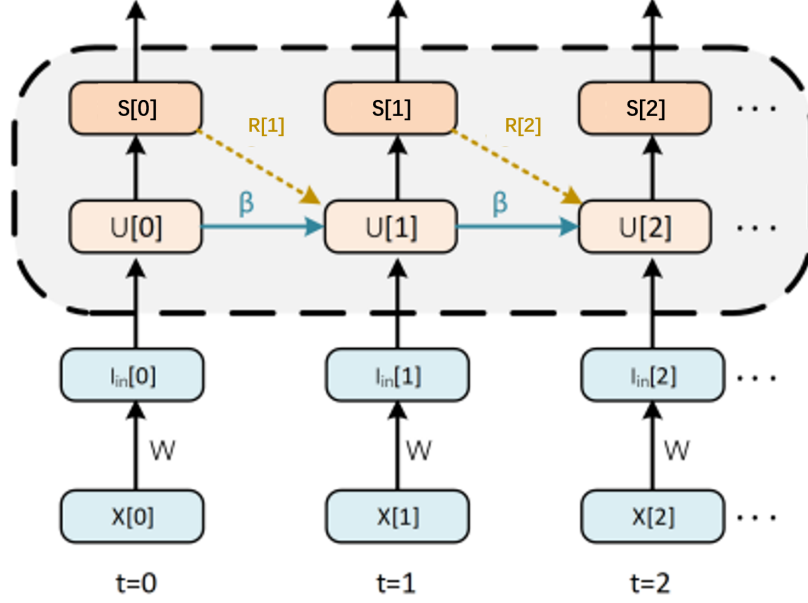 S[0] R[1] S[1] R[2] S[2] ...
U[0] β U[1] β U[2] ...
Iin[0] Iin[1] Iin[2] ...
W W W
X[0] X[1] X[2] ...
t=0 t=1 t=2